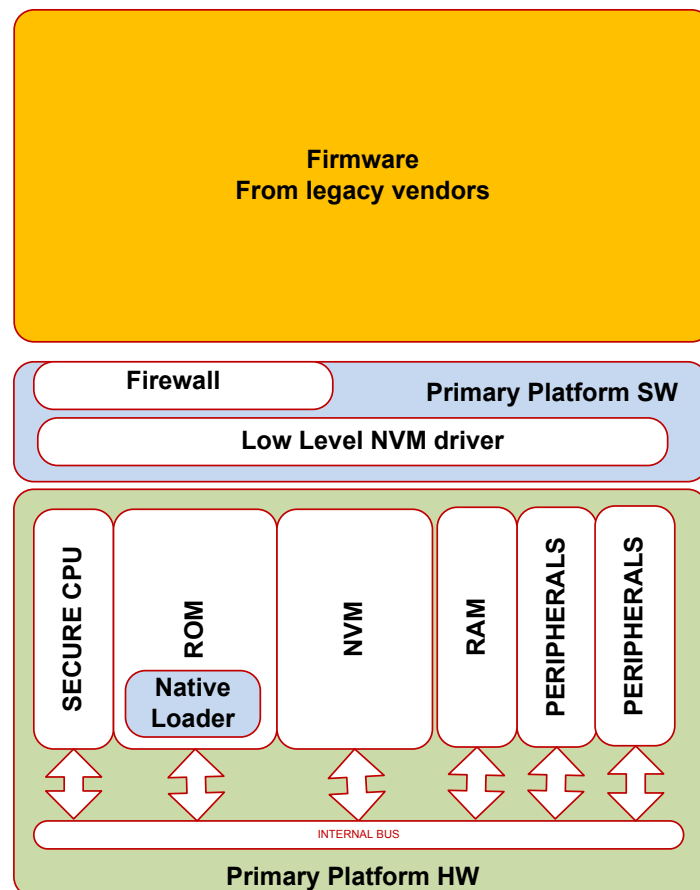 Firmware
From legacy vendors
Firewall
Primary Platform SW
Low Level NVM driver
SECURE CPU
ROM
Native
Loader
NVM
RAM
PERIPHERALS
PERIPHERALS
INTERNAL BUS
Primary Platform HW